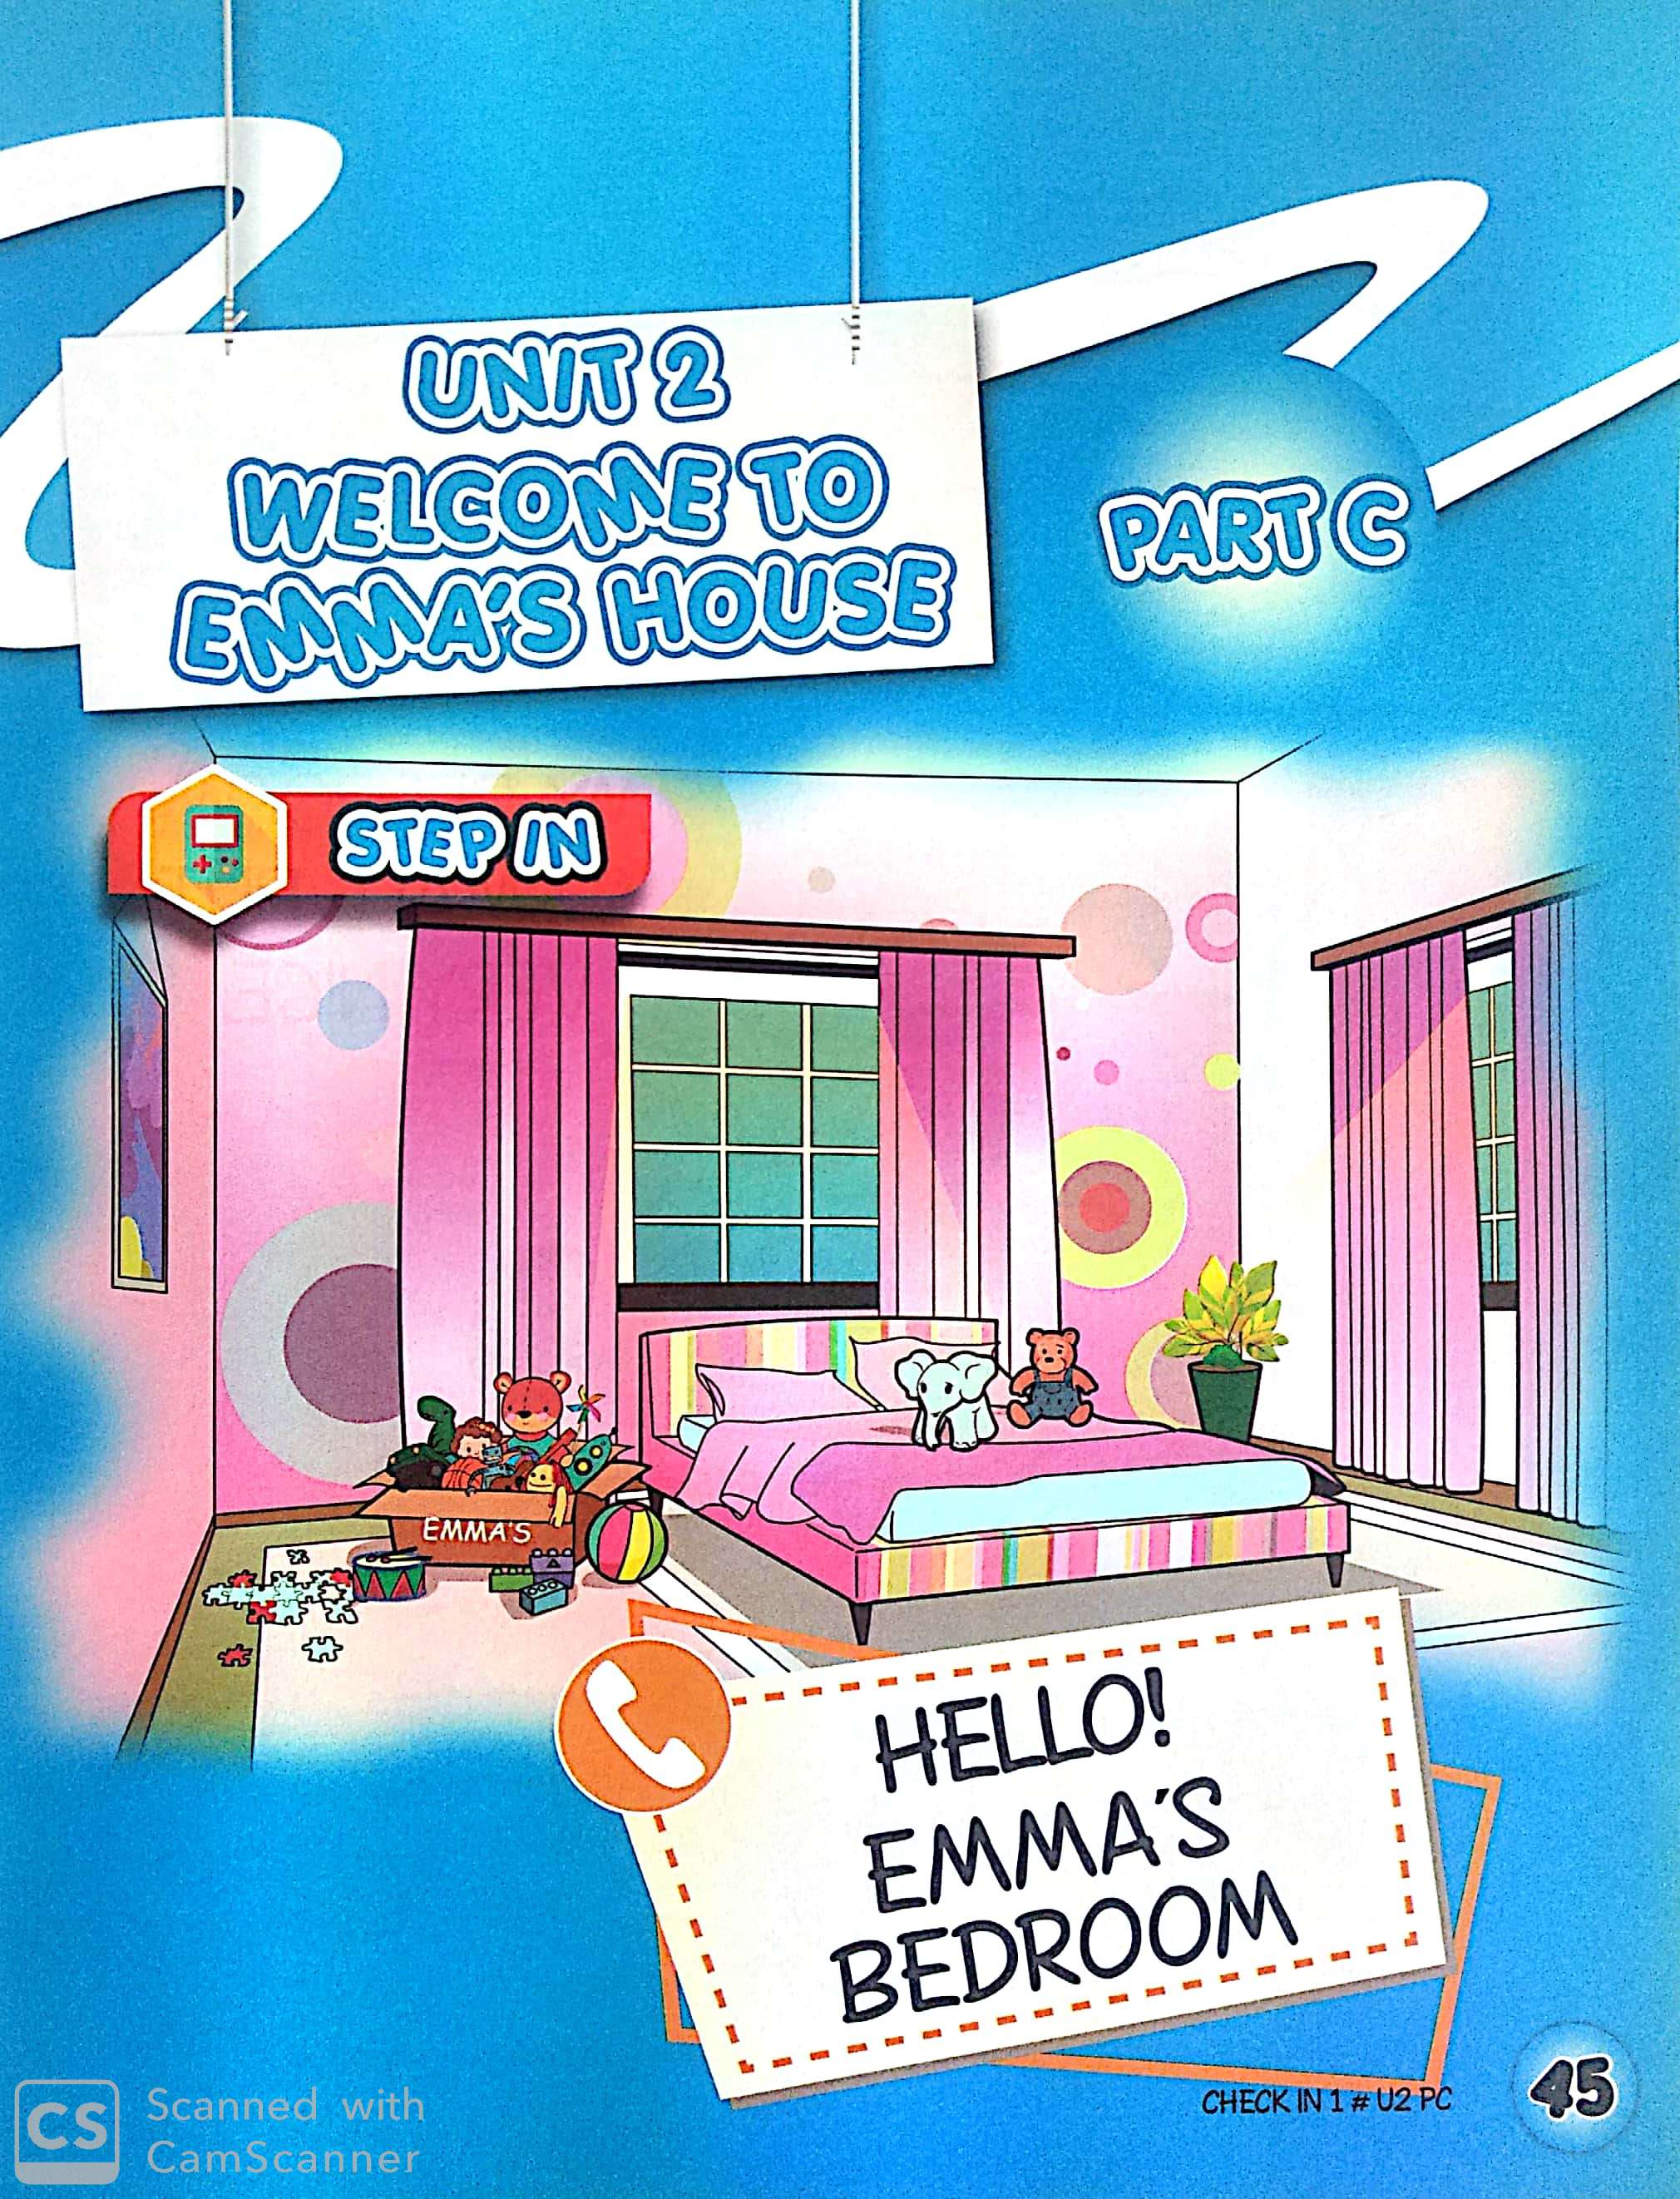 UNIT 2
WELCOME TO
EMMA'S HOUSE
PART C
STEP IN
EMMA'S
HELLO!
EMMA'S
BEDROOM
CHECK IN 1 # U2 PC
45
CS
Scanned with
CamScanner